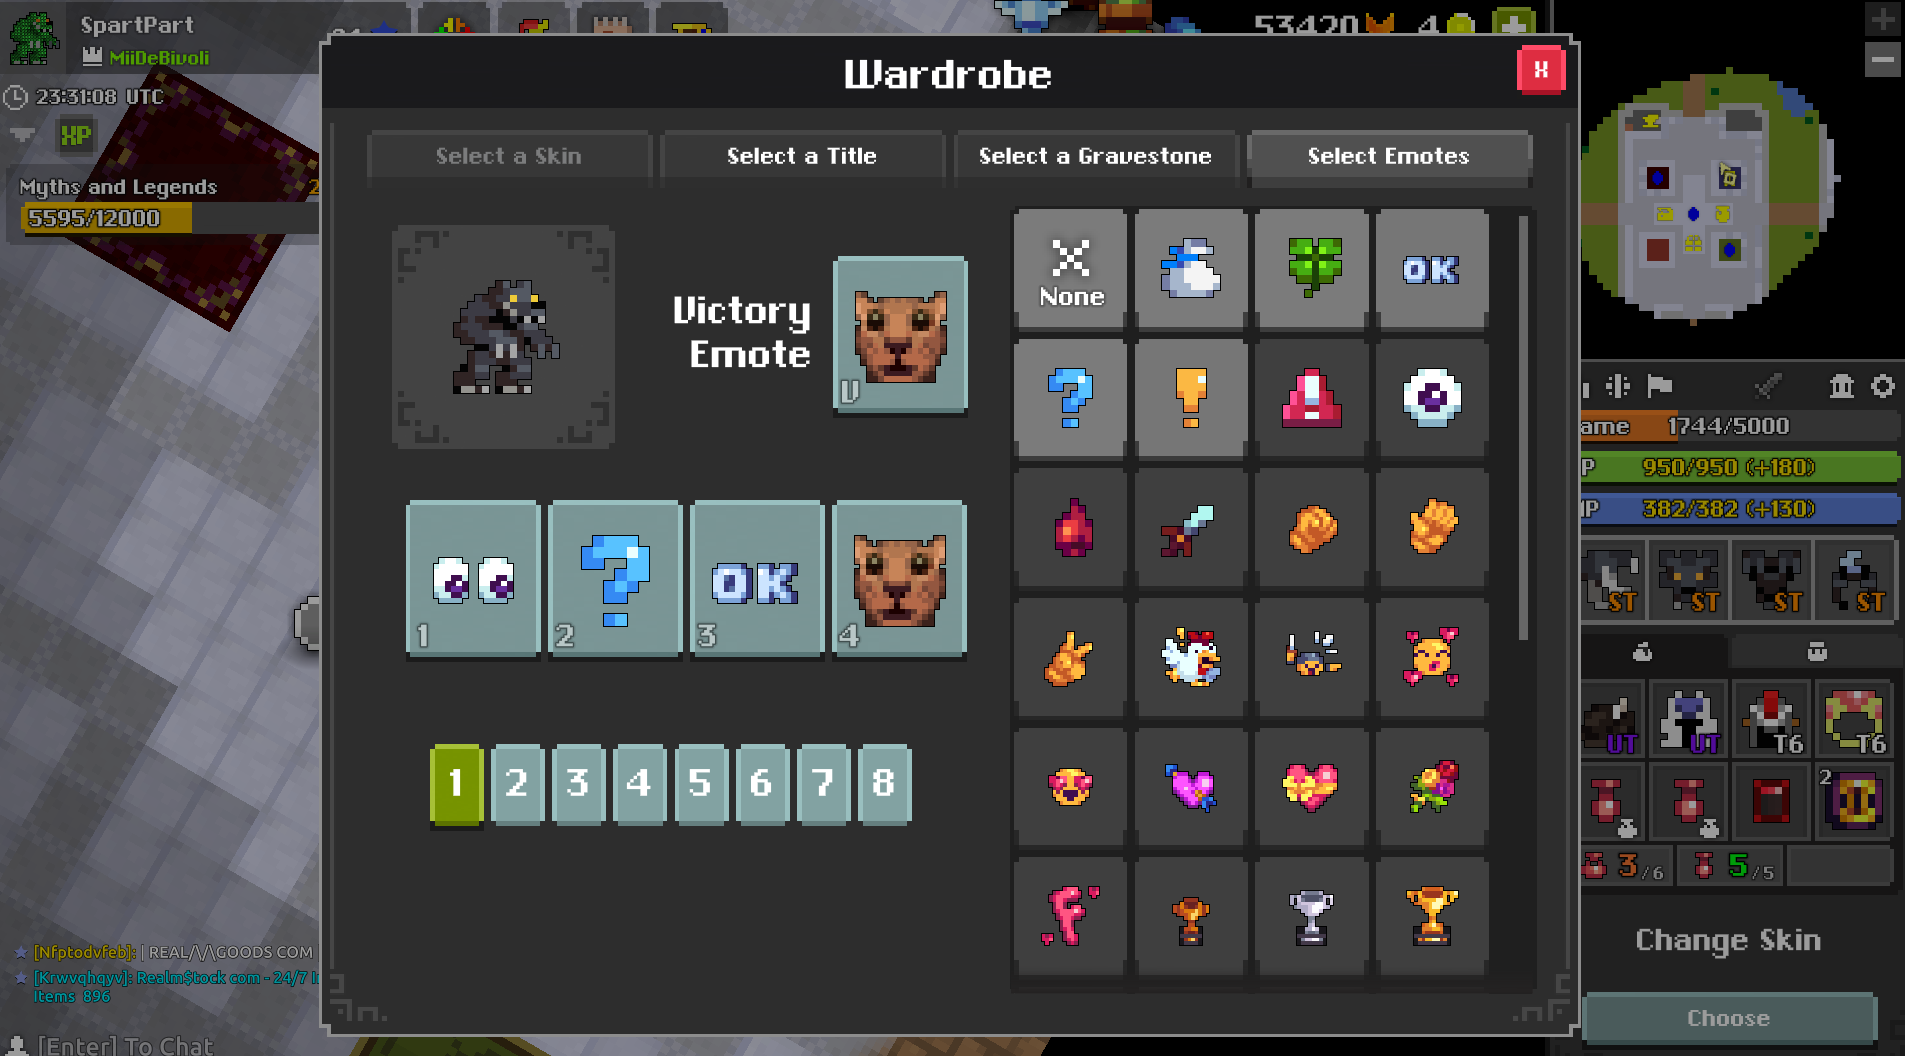 SpartPart
MiiDeBivoli
53420
4
23:31:08 UTC
XP
Myths and Legends
5595/12000
Wardrobe
X
Select a Skin
Select a Title
Select a Gravestone
Select Emotes
Victory
Emote
V
None
OK
1
2
OK
3
4
1
2
3
4
5
6
7
8
ame 1744/5000
P 950/950 (+180)
MP 382/382 (+130)
ST
ST
ST
ST
UT
UT
T6
T6
2
3/6
5/5
Change Skin
Choose
[Nfptodvfeb]: | REAL/\/\GOODS COM
[Krwvqhqyv]: Realm$tock com - 24/7 In
Items 896
[Enter] To Chat